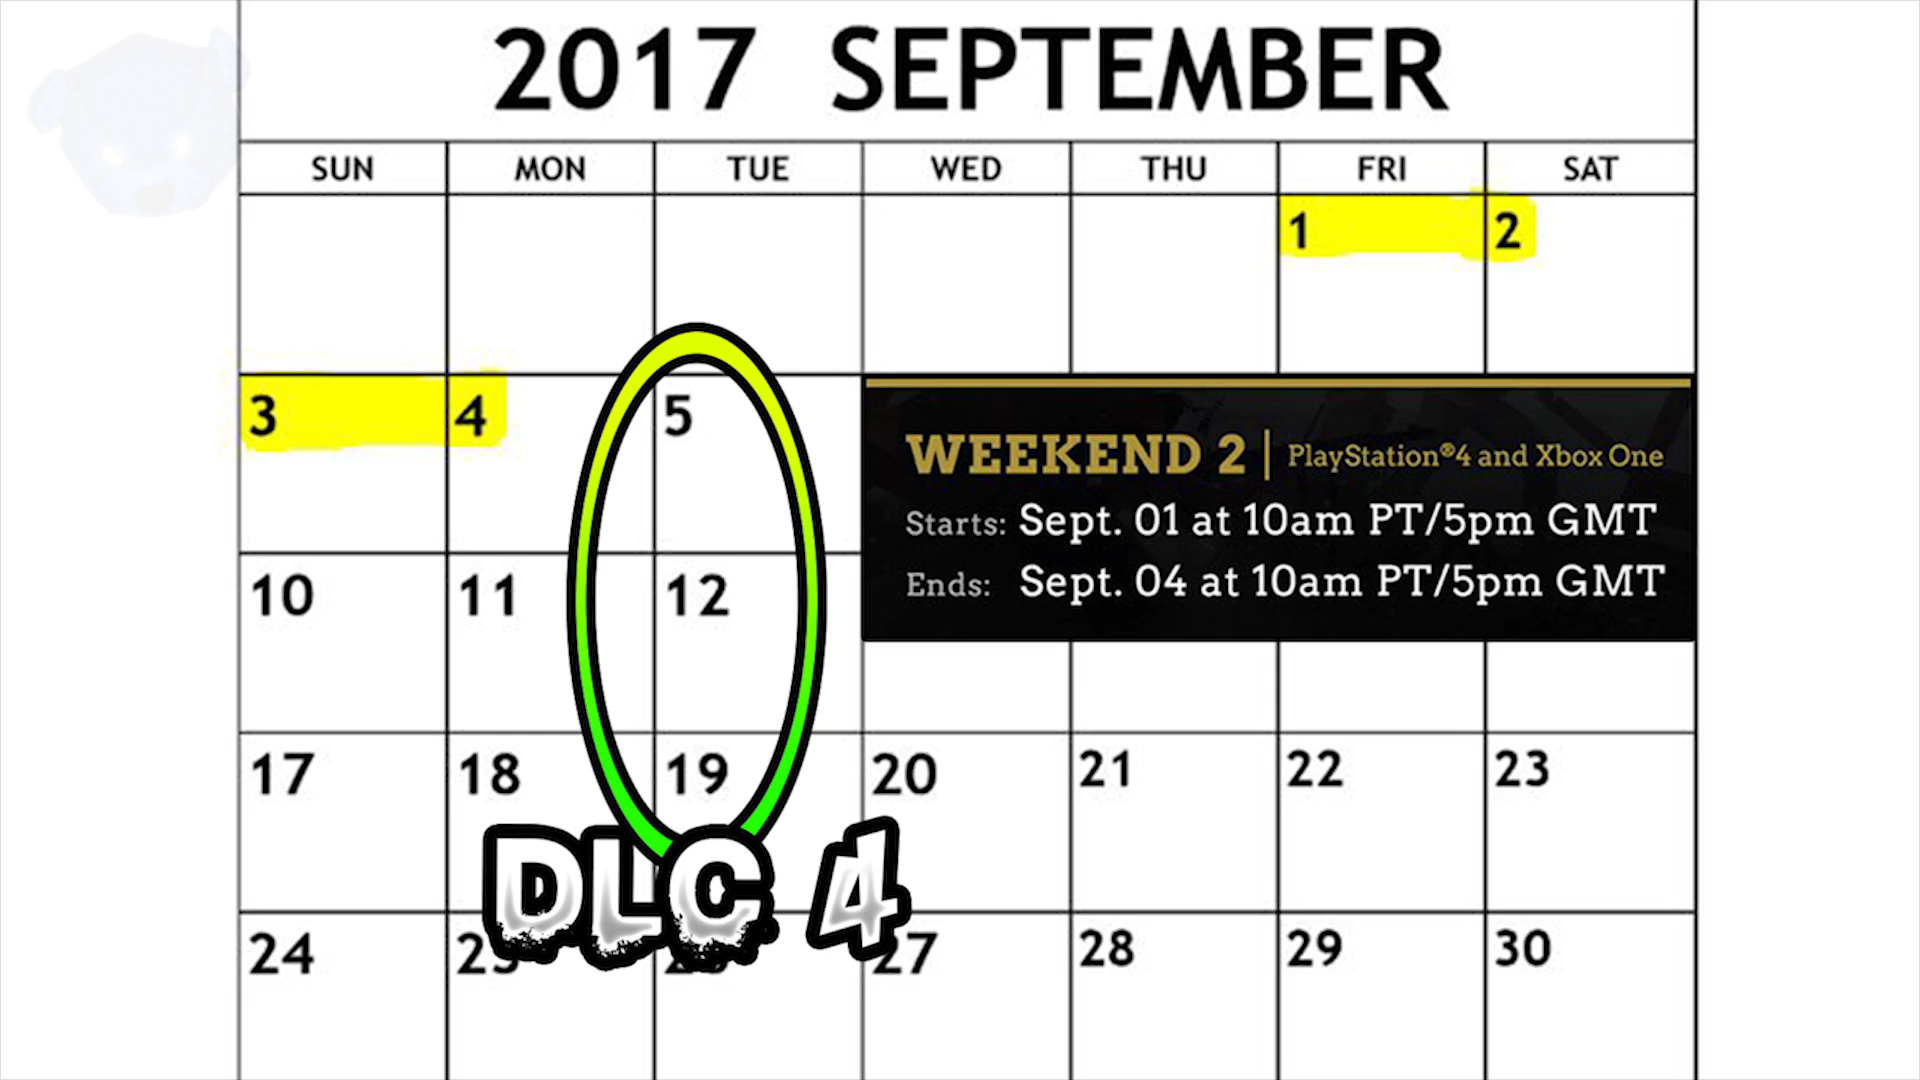 2017 SEPTEMBER
SUN MON TUE WED THU FRI SAT
1 2
3 4 5
WEEKEND 2 | PlayStation®4 and Xbox One
Starts: Sept. 01 at 10am PT/5pm GMT
Ends: Sept. 04 at 10am PT/5pm GMT
10 11 12
17 18 19 20 21 22 23
DLC 4
24 25 26 27 28 29 30